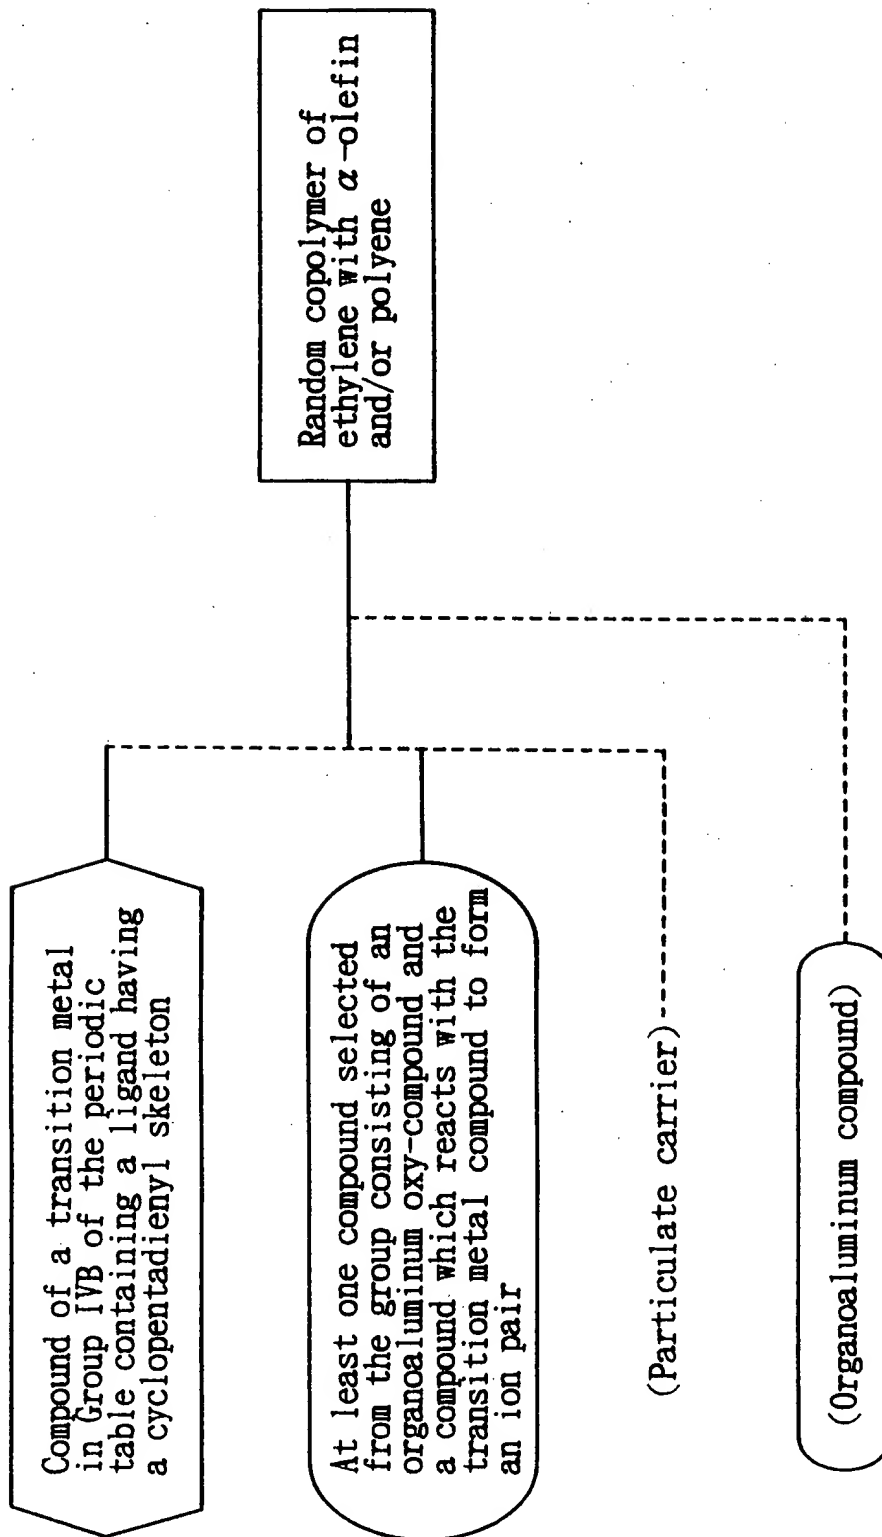 Compound of a transition metal
in Group IVB of the periodic
table containing a ligand having
a cyclopentadienyl skeleton
At least one compound selected
from the group consisting of an
organoaluminum oxy-compound and
a compound which reacts with the
transition metal compound to form
an ion pair
(Particulate carrier)
(Organoaluminum compound)
Random copolymer of
ethylene with α-olefin
and/or polyene